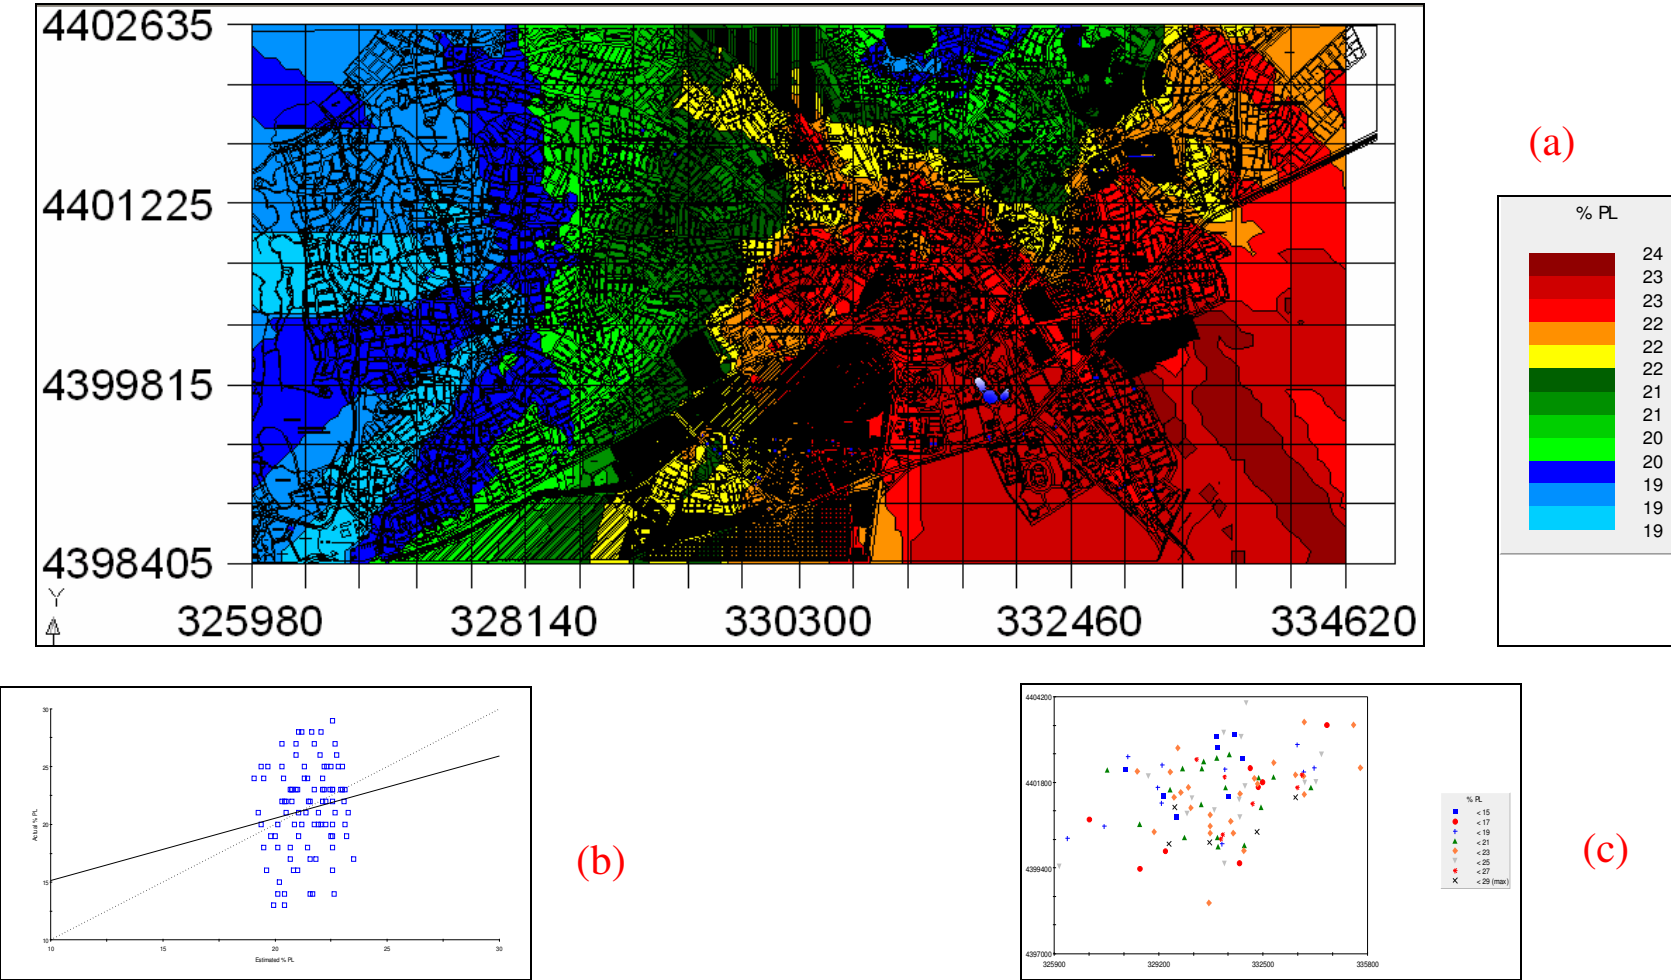 4402635
4401225
4399815
4398405
Y
325980 328140 330300 332460 334620
(a)
% PL
24
23
23
22
22
22
21
21
20
20
19
19
19
30
25
20
15
10
Actual % PL
10 15 20 25 30
Estimated % PL
(b)
4404200
4401800
4399400
4397000
325900 329200 332500 335800
% PL
< 15
< 17
< 19
< 21
< 23
< 25
< 27
< 29 (max)
(c)